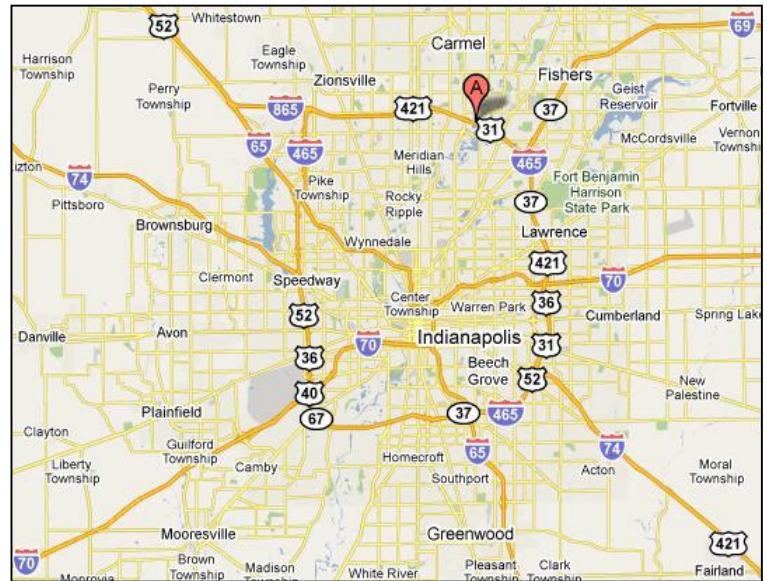 52
Whitestown
Carmel
69
Harrison
Township
Eagle
Township
Zionsville
Fishers
Perry
Township
865
421
A
37
Geist
Reservoir
Fortville
31
65
465
McCordsville
Vernon
Township
Meridian
Hills
465
74
Pittsboro
Pike
Township
Rocky
Ripple
37
Fort Benjamin
Harrison
State Park
Brownsburg
Wynnedale
Lawrence
421
Clermont
Speedway
70
Center
Township
Warren Park
36
52
Cumberland
Spring Lake
Danville
Avon
70
Indianapolis
31
36
Beech
Grove
52
New
Palestine
40
Plainfield
67
37
465
Clayton
Guilford
Township
65
74
Liberty
Township
Camby
Homecroft
Acton
Moral
Township
Southport
Mooresville
Greenwood
421
70
Brown
Township
Madison
Township
White River
Pleasant
Township
Clark
Township
Fairland